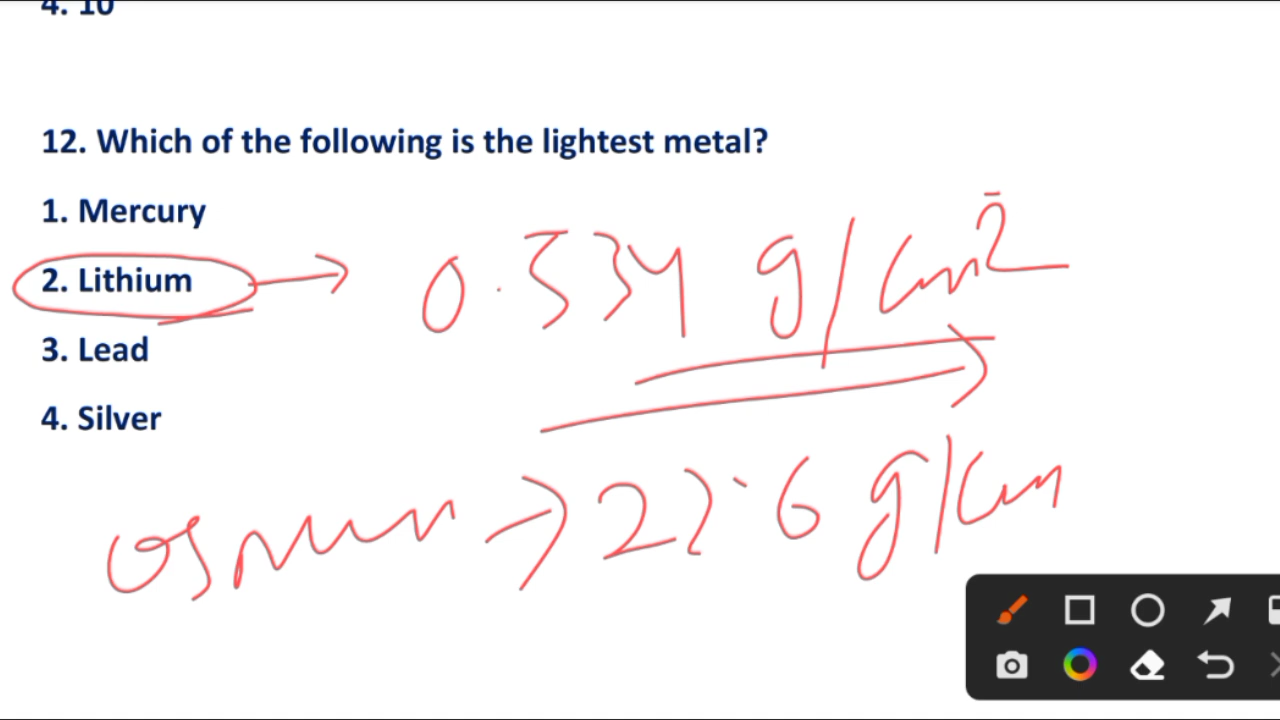 4. 10
12. Which of the following is the lightest metal?
1. Mercury
2. Lithium → 0.534 g/cm2
3. Lead
4. Silver
osmium → 22.6 g/cm